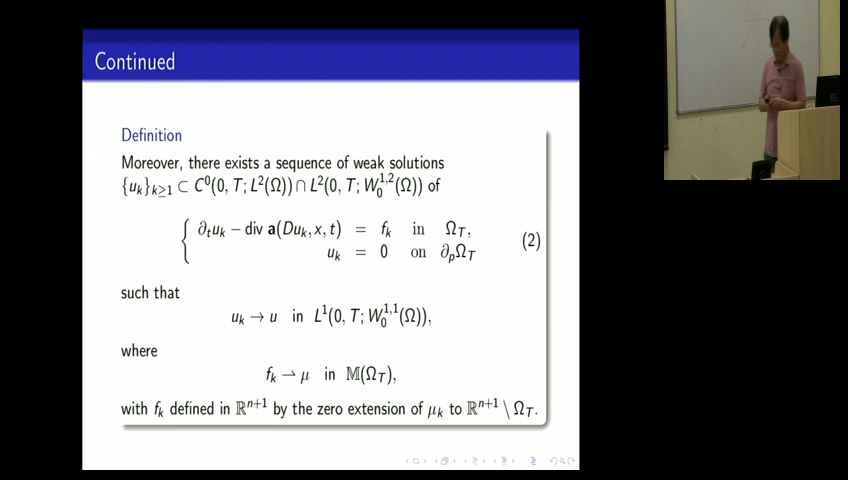 Continued
Definition
Moreover, there exists a sequence of weak solutions
{u_k}_{k≥1} ⊂ C^0(0, T; L^2(Ω)) ∩ L^2(0, T; W_0^{1,2}(Ω)) of
∂_t u_k − div a(Du_k, x, t) = f_k in Ω_T,
u_k = 0 on ∂_pΩ_T (2)
such that
u_k → u in L^1(0, T; W_0^{1,1}(Ω)),
where
f_k ⇀ μ in 𝕄(Ω_T),
with f_k defined in ℝ^{n+1} by the zero extension of μ_k to ℝ^{n+1} \ Ω_T.